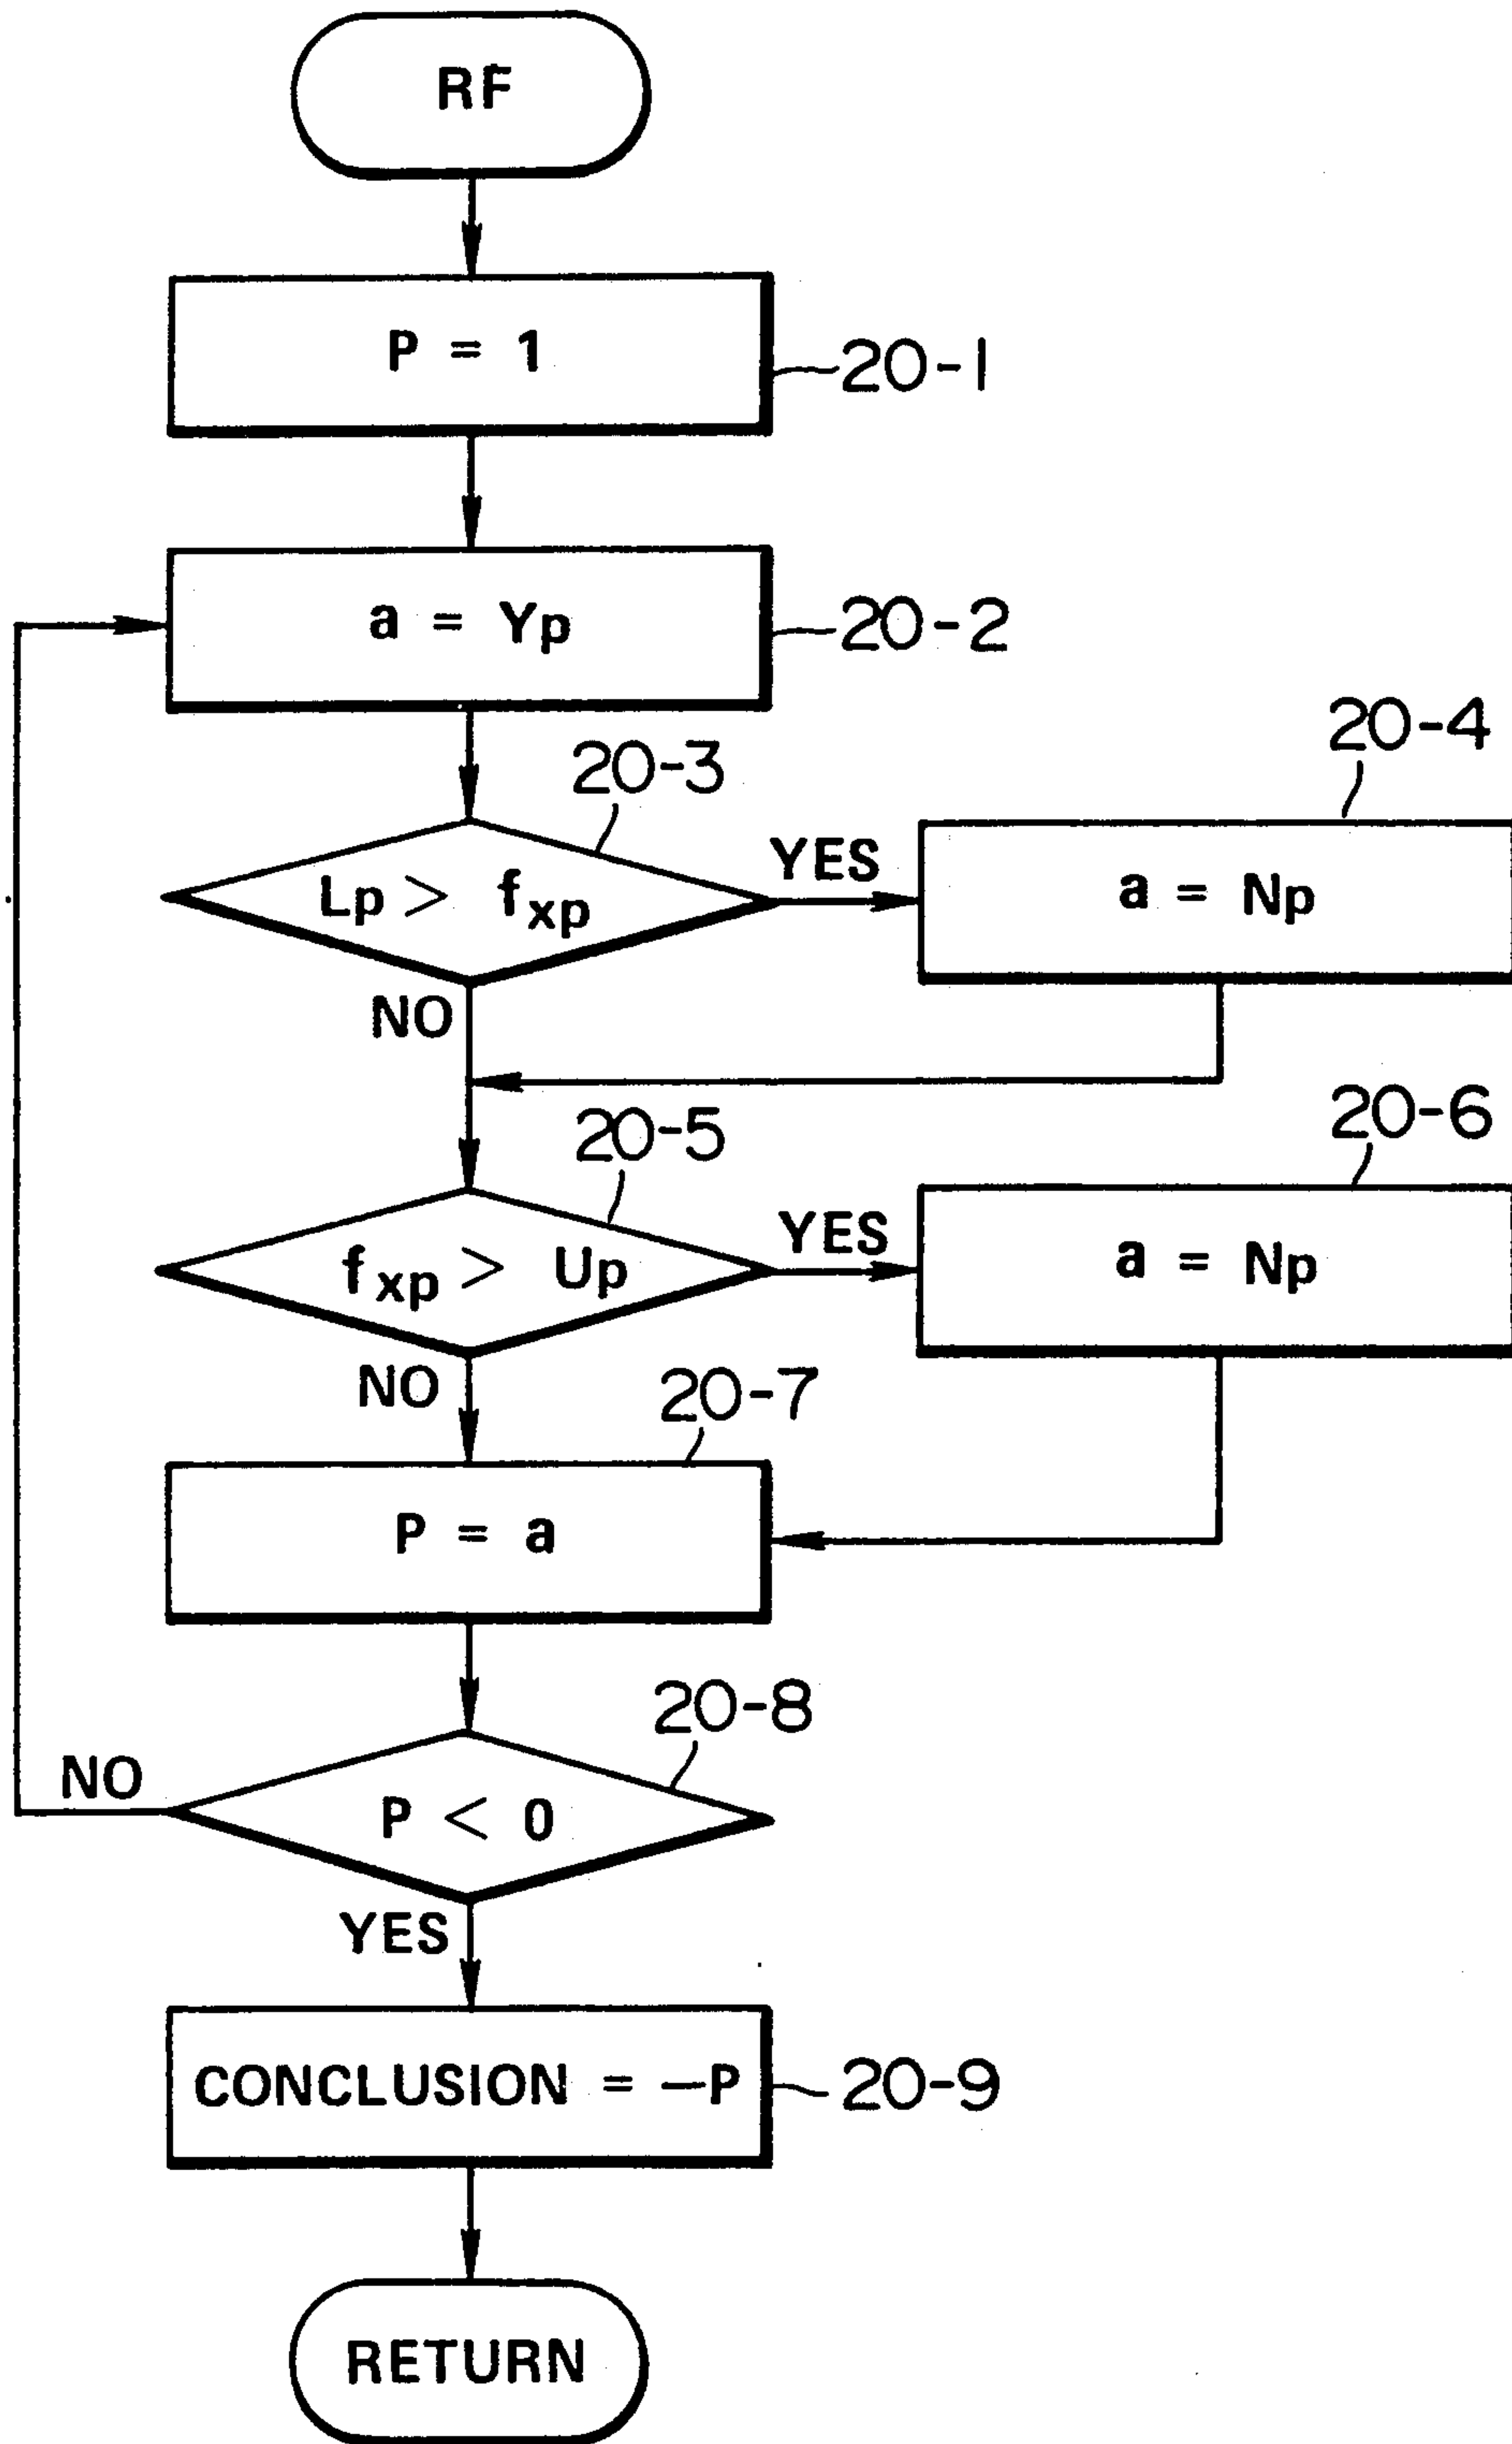 RF
P = 1
20-1
a = Yp
20-2
20-3
20-4
Lp > fxp
YES
a = Np
NO
20-5
20-6
fxp > Up
YES
a = Np
NO
20-7
P = a
20-8
NO
P < 0
YES
CONCLUSION = −P
20-9
RETURN